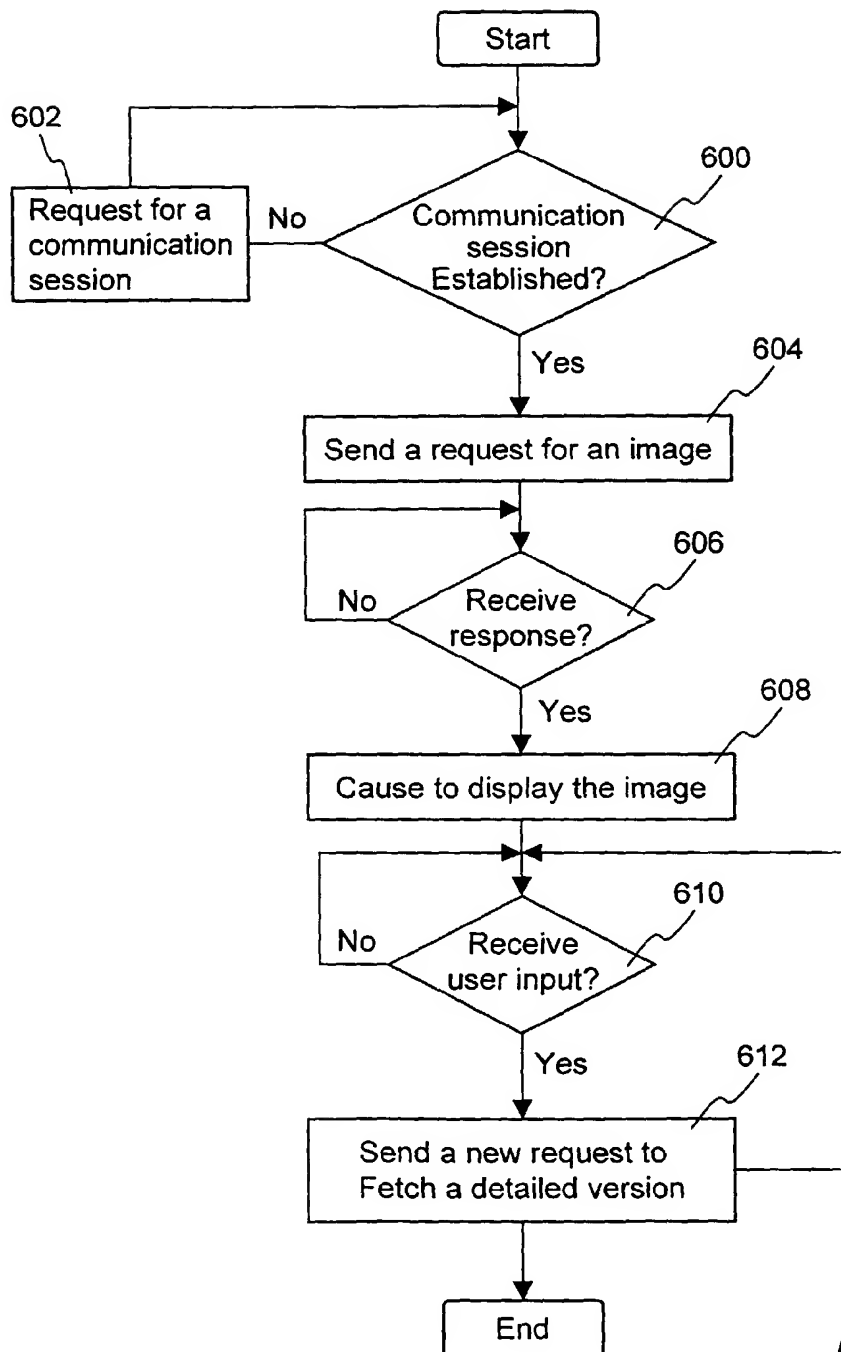 Start
602
600
Request for a
communication
session
No
Communication
session
Established?
Yes
604
Send a request for an image
606
No
Receive
response?
Yes
608
Cause to display the image
610
No
Receive
user input?
Yes
612
Send a new request to
Fetch a detailed version
End